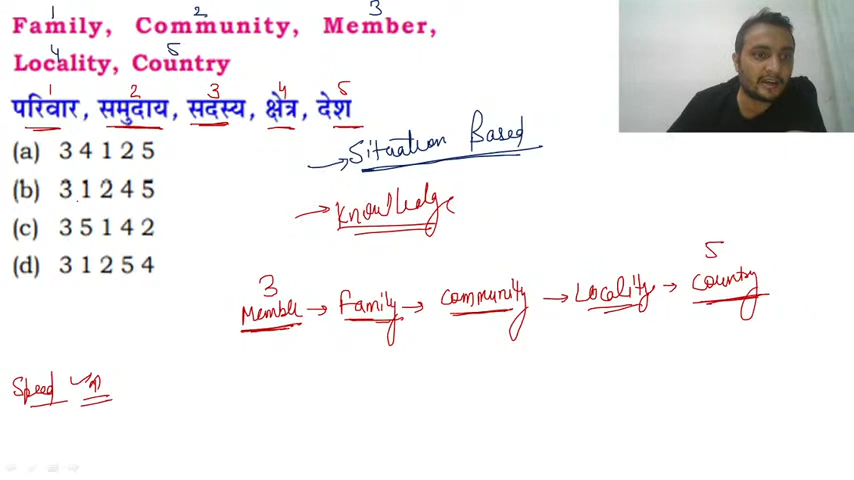 1 2 3
Family, Community, Member,
4 5
Locality, Country
1 2 3 4 5
परिवार, समुदाय, सदस्य, क्षेत्र, देश
(a) 3 4 1 2 5
(b) 3 1 2 4 5
(c) 3 5 1 4 2
(d) 3 1 2 5 4
→ Situation Based
→ Knowledge
3 5
Member → Family → Community → Locality → Country
Speed